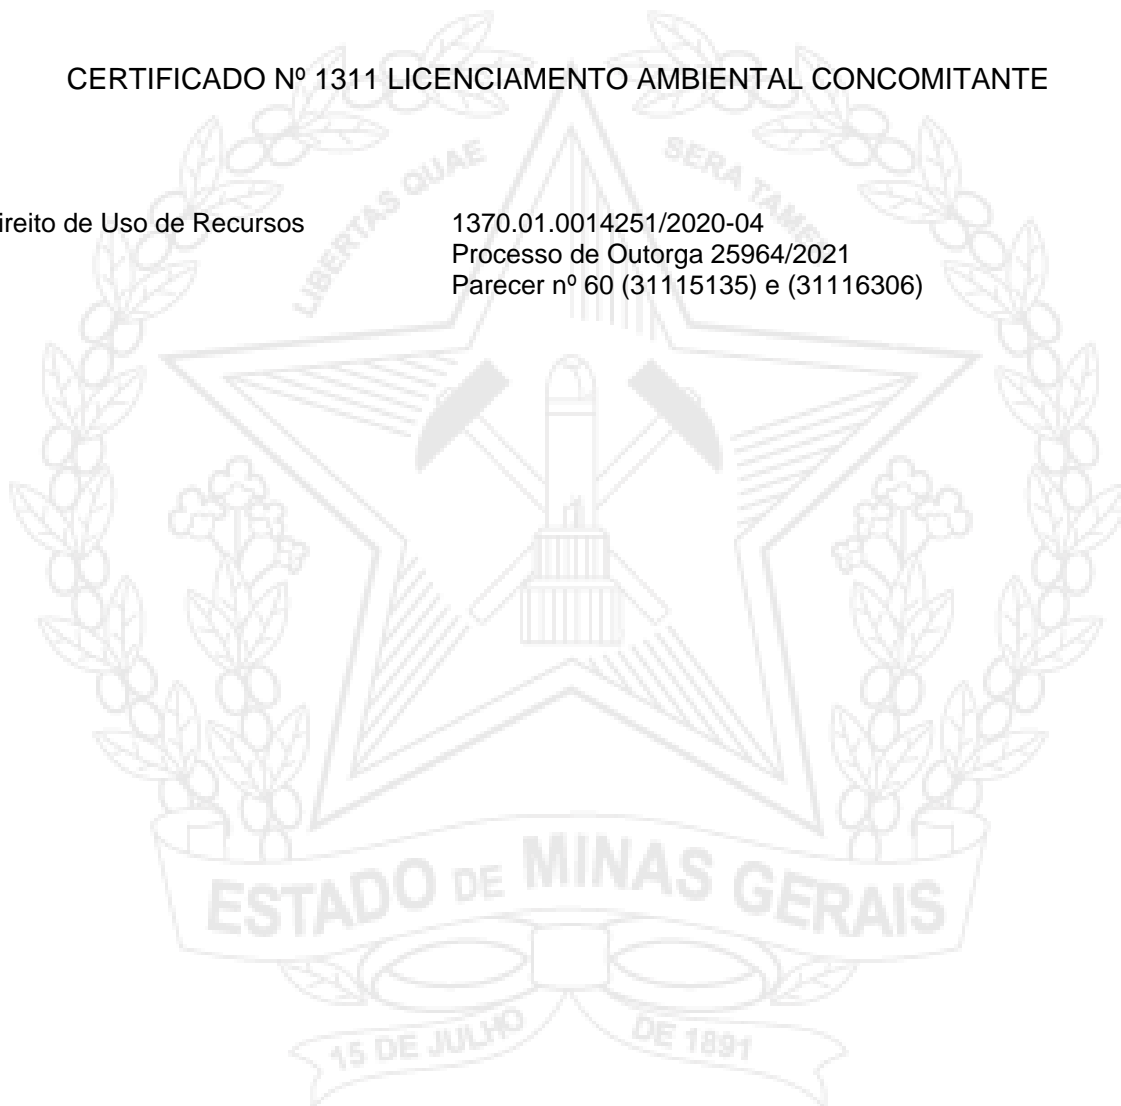 CERTIFICADO Nº 1311 LICENCIAMENTO AMBIENTAL CONCOMITANTE
LIBERTAS QUAE SERA TAMEN
ireito de Uso de Recursos 1370.01.0014251/2020-04
Processo de Outorga 25964/2021
Parecer nº 60 (31115135) e (31116306)
ESTADO DE MINAS GERAIS
15 DE JULHO DE 1891